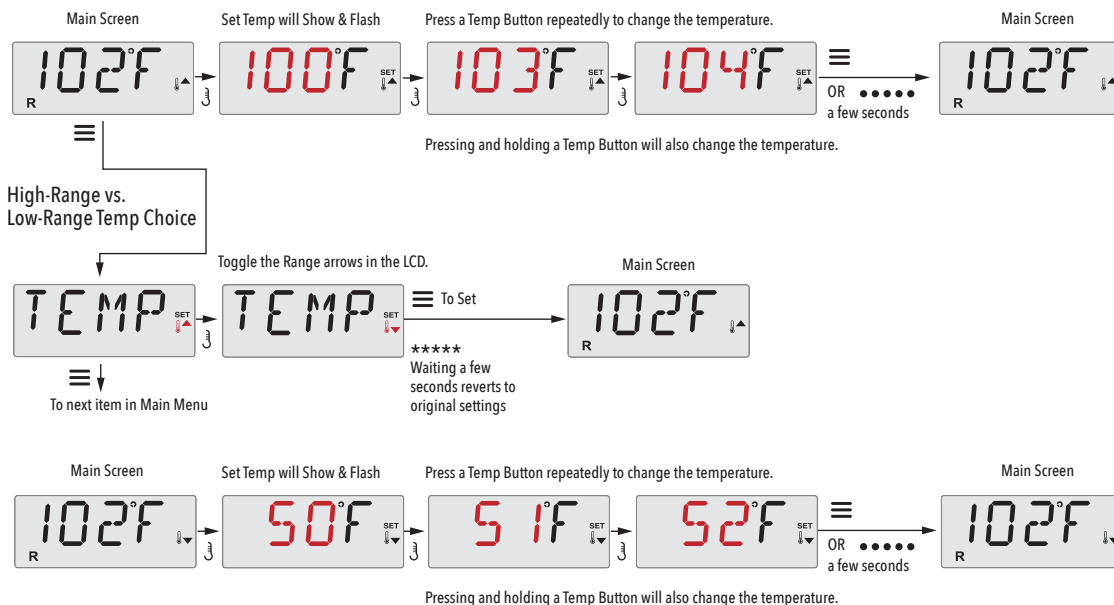 Main Screen
Set Temp will Show & Flash
Press a Temp Button repeatedly to change the temperature.
Main Screen
102°F
R
100°F
SET
103°F
SET
104°F
SET
OR •••••
a few seconds
102°F
R
Pressing and holding a Temp Button will also change the temperature.
High-Range vs.
Low-Range Temp Choice
Toggle the Range arrows in the LCD.
Main Screen
TEMP
SET
TEMP
SET
To Set
*****
Waiting a few
seconds reverts to
original settings
102°F
R
To next item in Main Menu
Main Screen
Set Temp will Show & Flash
Press a Temp Button repeatedly to change the temperature.
Main Screen
102°F
R
50°F
SET
51°F
SET
52°F
SET
OR •••••
a few seconds
102°F
R
Pressing and holding a Temp Button will also change the temperature.